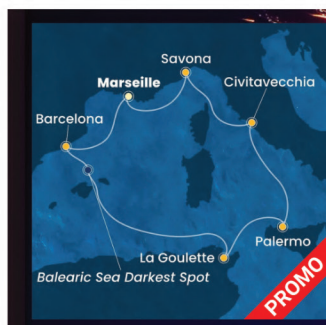 Savona
Marseille
Civitavecchia
Barcelona
La Goulette
Palermo
Balearic Sea Darkest Spot
PROMO